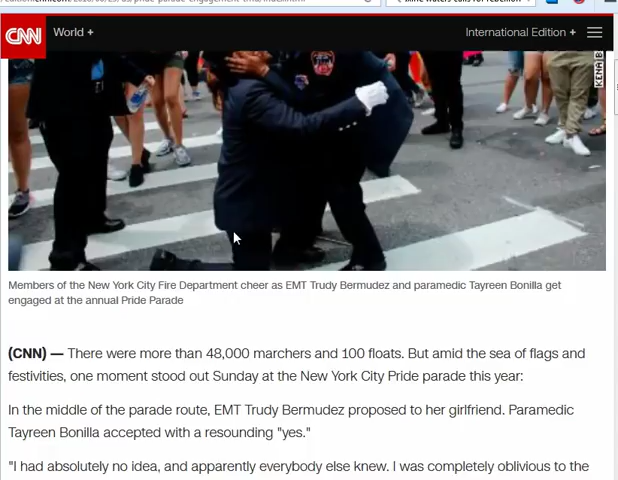 CNN World + International Edition +
Members of the New York City Fire Department cheer as EMT Trudy Bermudez and paramedic Tayreen Bonilla get
engaged at the annual Pride Parade
(CNN) — There were more than 48,000 marchers and 100 floats. But amid the sea of flags and
festivities, one moment stood out Sunday at the New York City Pride parade this year:
In the middle of the parade route, EMT Trudy Bermudez proposed to her girlfriend. Paramedic
Tayreen Bonilla accepted with a resounding "yes."
"I had absolutely no idea, and apparently everybody else knew. I was completely oblivious to the